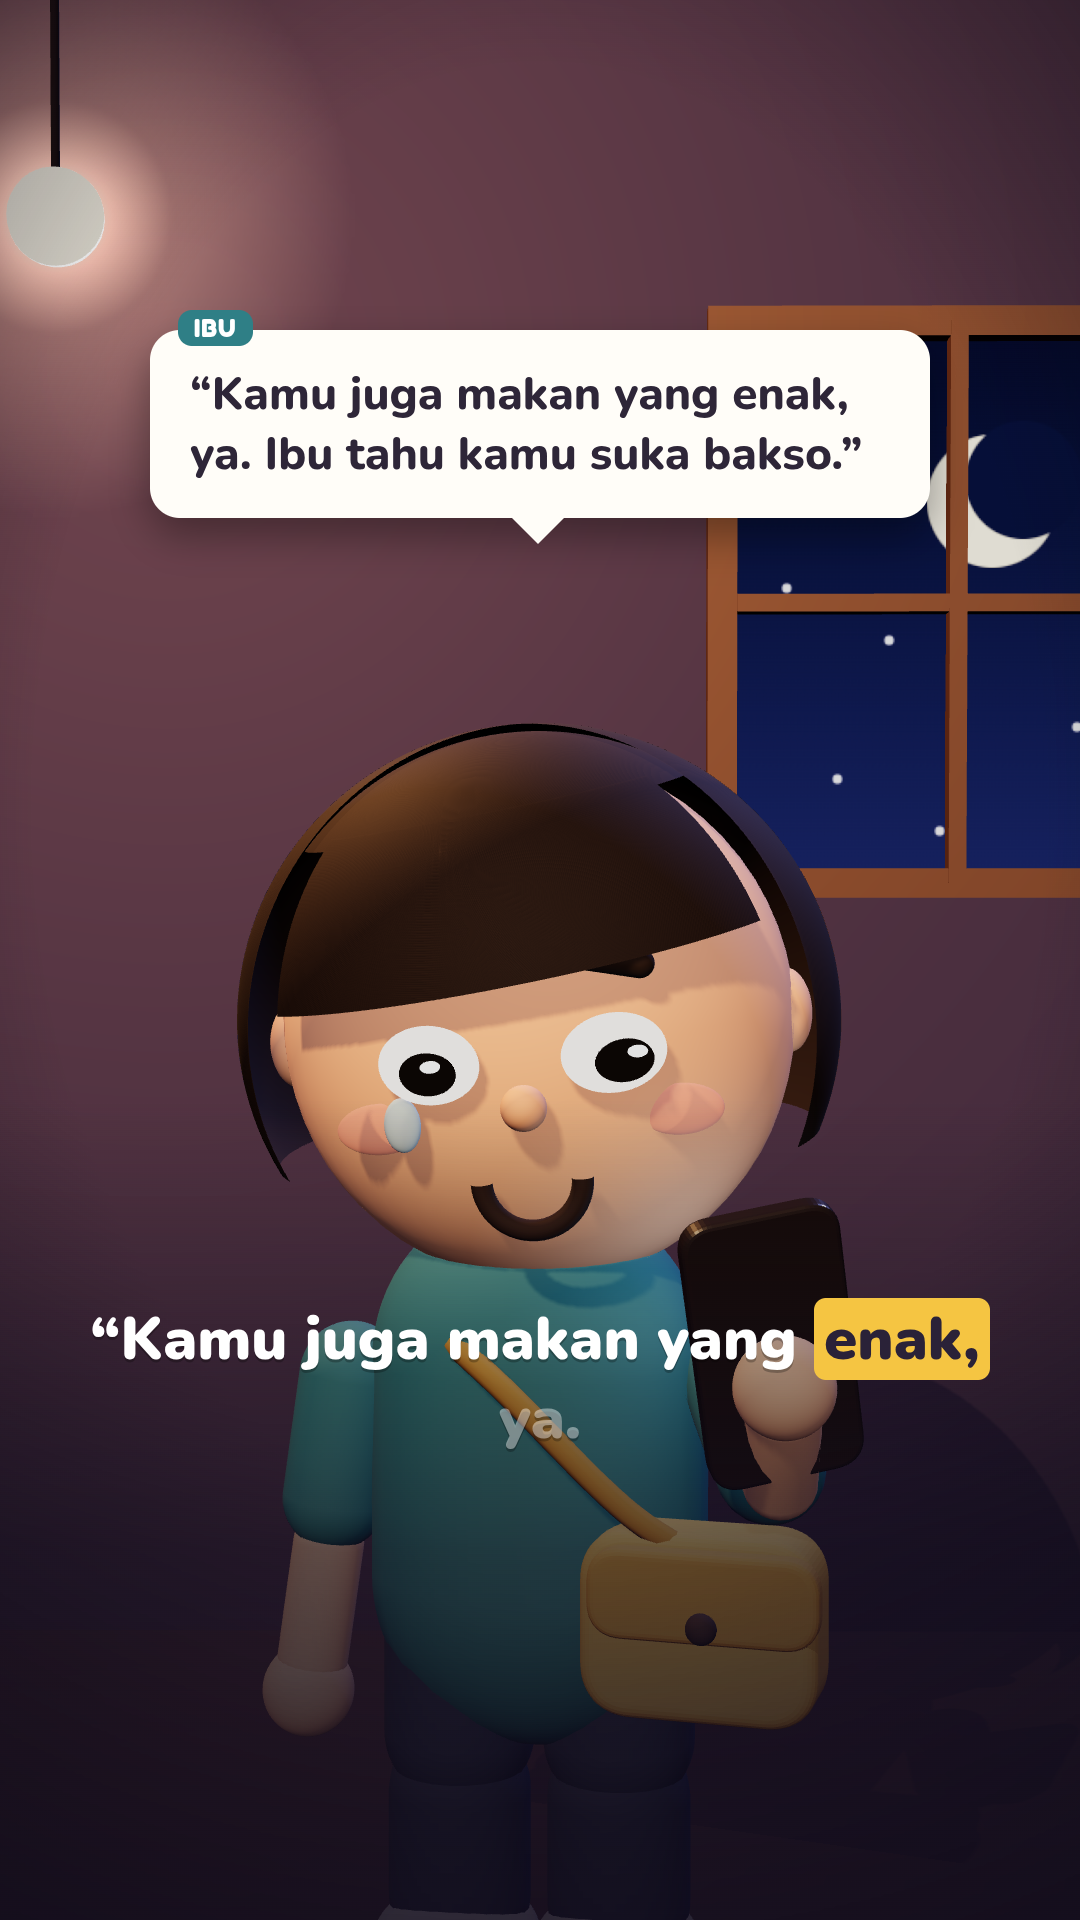 IBU
“Kamu juga makan yang enak,
ya. Ibu tahu kamu suka bakso.”
“Kamu juga makan yang enak,
ya.